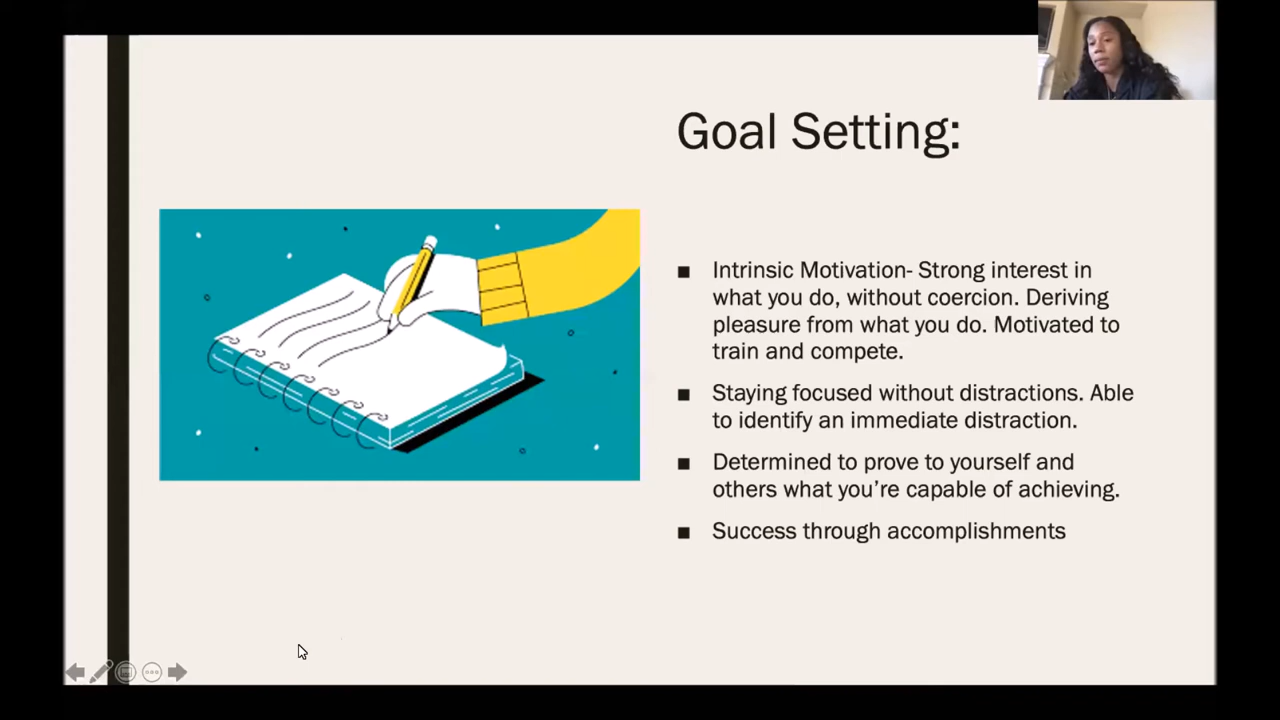 Goal Setting:
■ Intrinsic Motivation- Strong interest in
what you do, without coercion. Deriving
pleasure from what you do. Motivated to
train and compete.
■ Staying focused without distractions. Able
to identify an immediate distraction.
■ Determined to prove to yourself and
others what you’re capable of achieving.
■ Success through accomplishments